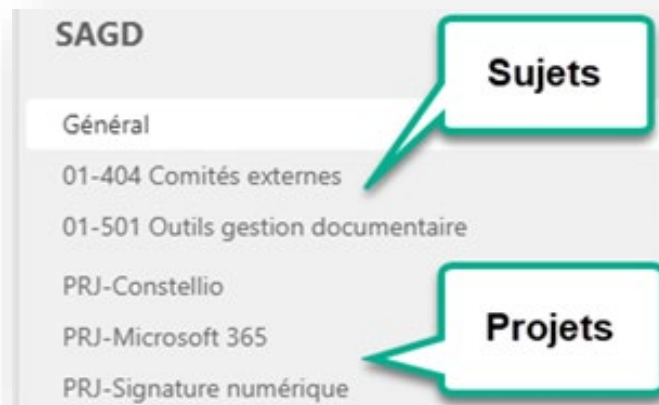 SAGD
Sujets
Général
01-404 Comités externes
01-501 Outils gestion documentaire
PRJ-Constellio
PRJ-Microsoft 365
Projets
PRJ-Signature numérique